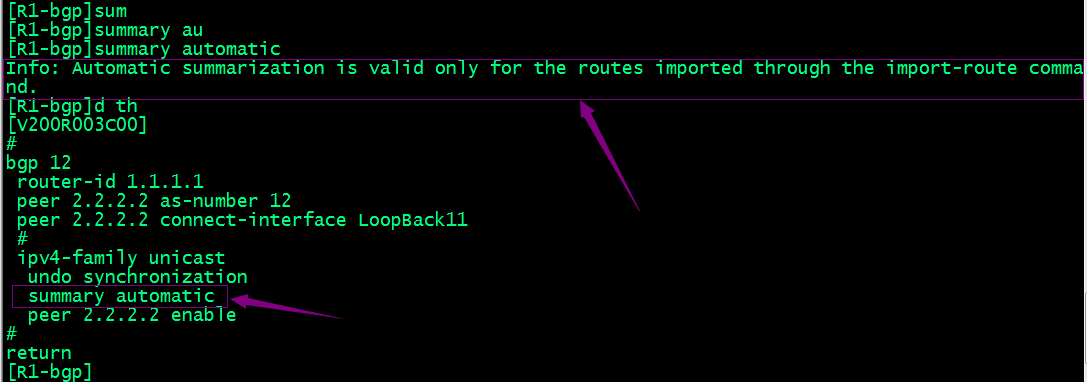 [R1-bgp]sum
[R1-bgp]summary au
[R1-bgp]summary automatic
Info: Automatic summarization is valid only for the routes imported through the import-route comma
nd.
[R1-bgp]d th
[V200R003C00]
#
bgp 12
router-id 1.1.1.1
peer 2.2.2.2 as-number 12
peer 2.2.2.2 connect-interface LoopBack11
#
ipv4-family unicast
undo synchronization
summary automatic
peer 2.2.2.2 enable
#
return
[R1-bgp]